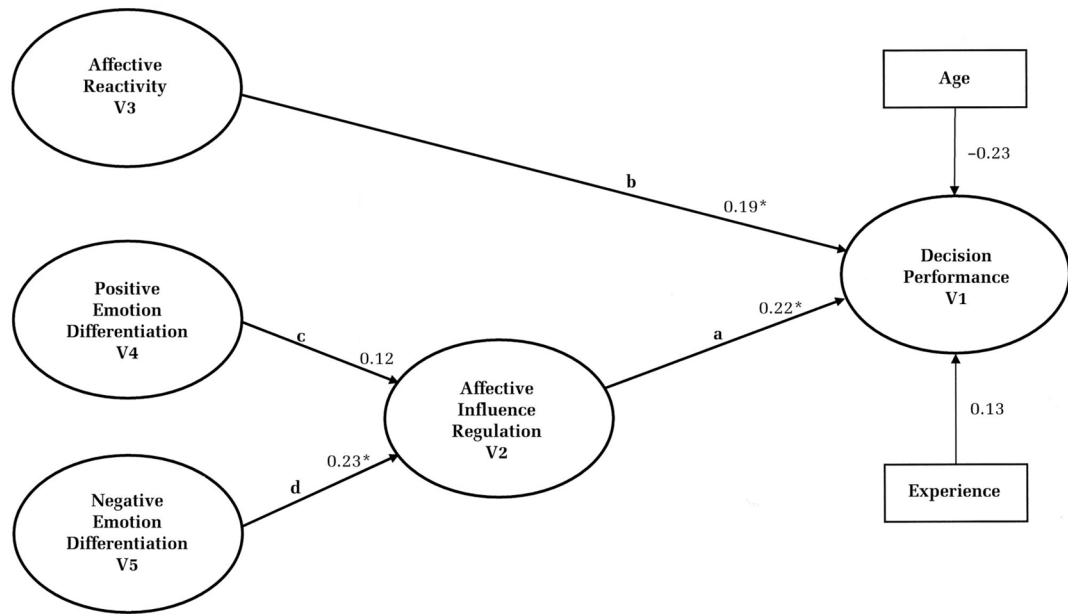 Affective
Reactivity
V3
Age
–0.23
b
0.19*
Decision
Performance
V1
Positive
Emotion
Differentiation
V4
c
0.12
a
0.22*
Affective
Influence
Regulation
V2
0.13
0.23*
d
Negative
Emotion
Differentiation
V5
Experience